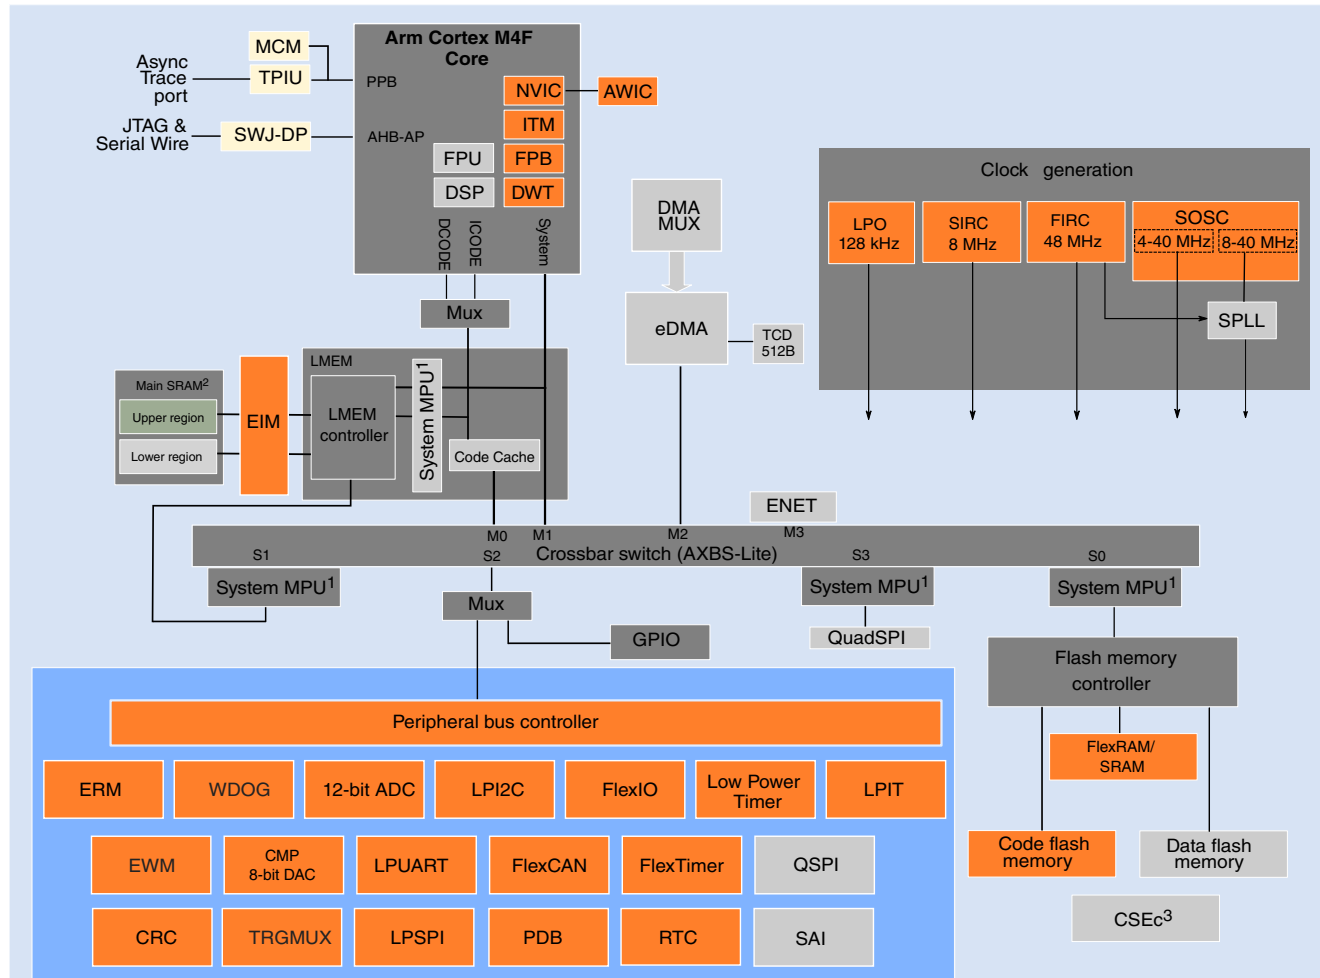 Arm Cortex M4F
Core
MCM
TPIU
Async
Trace
port
PPB
JTAG &
Serial Wire
SWJ-DP
AHB-AP
NVIC
AWIC
ITM
FPU
FPB
DSP
DWT
DCODE
ICODE
System
Mux
DMA
MUX
eDMA
TCD
512B
Clock generation
LPO
128 kHz
SIRC
8 MHz
FIRC
48 MHz
SOSC
4-40 MHz
8-40 MHz
SPLL
Main SRAM2
Upper region
Lower region
EIM
LMEM
LMEM
controller
System MPU1
Code Cache
ENET
M0
M1
M2
M3
Crossbar switch (AXBS-Lite)
S1
S2
S3
S0
System MPU1
Mux
System MPU1
System MPU1
GPIO
QuadSPI
Flash memory
controller
FlexRAM/
SRAM
Code flash
memory
Data flash
memory
CSEc3
Peripheral bus controller
ERM
WDOG
12-bit ADC
LPI2C
FlexIO
Low Power
Timer
LPIT
EWM
CMP
8-bit DAC
LPUART
FlexCAN
FlexTimer
QSPI
CRC
TRGMUX
LPSPI
PDB
RTC
SAI